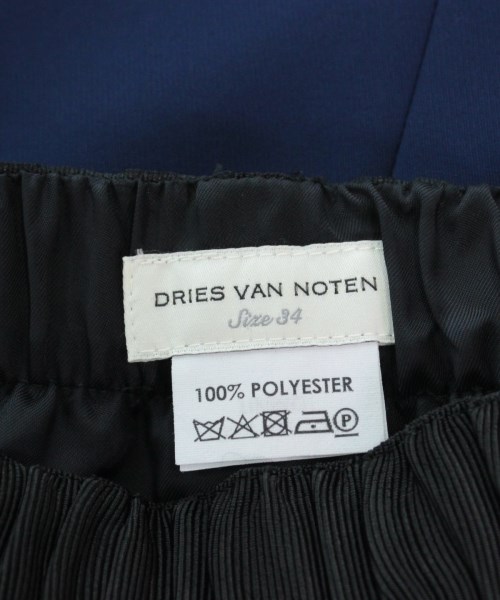 DRIES VAN NOTEN
Size 34
100% POLYESTER
P